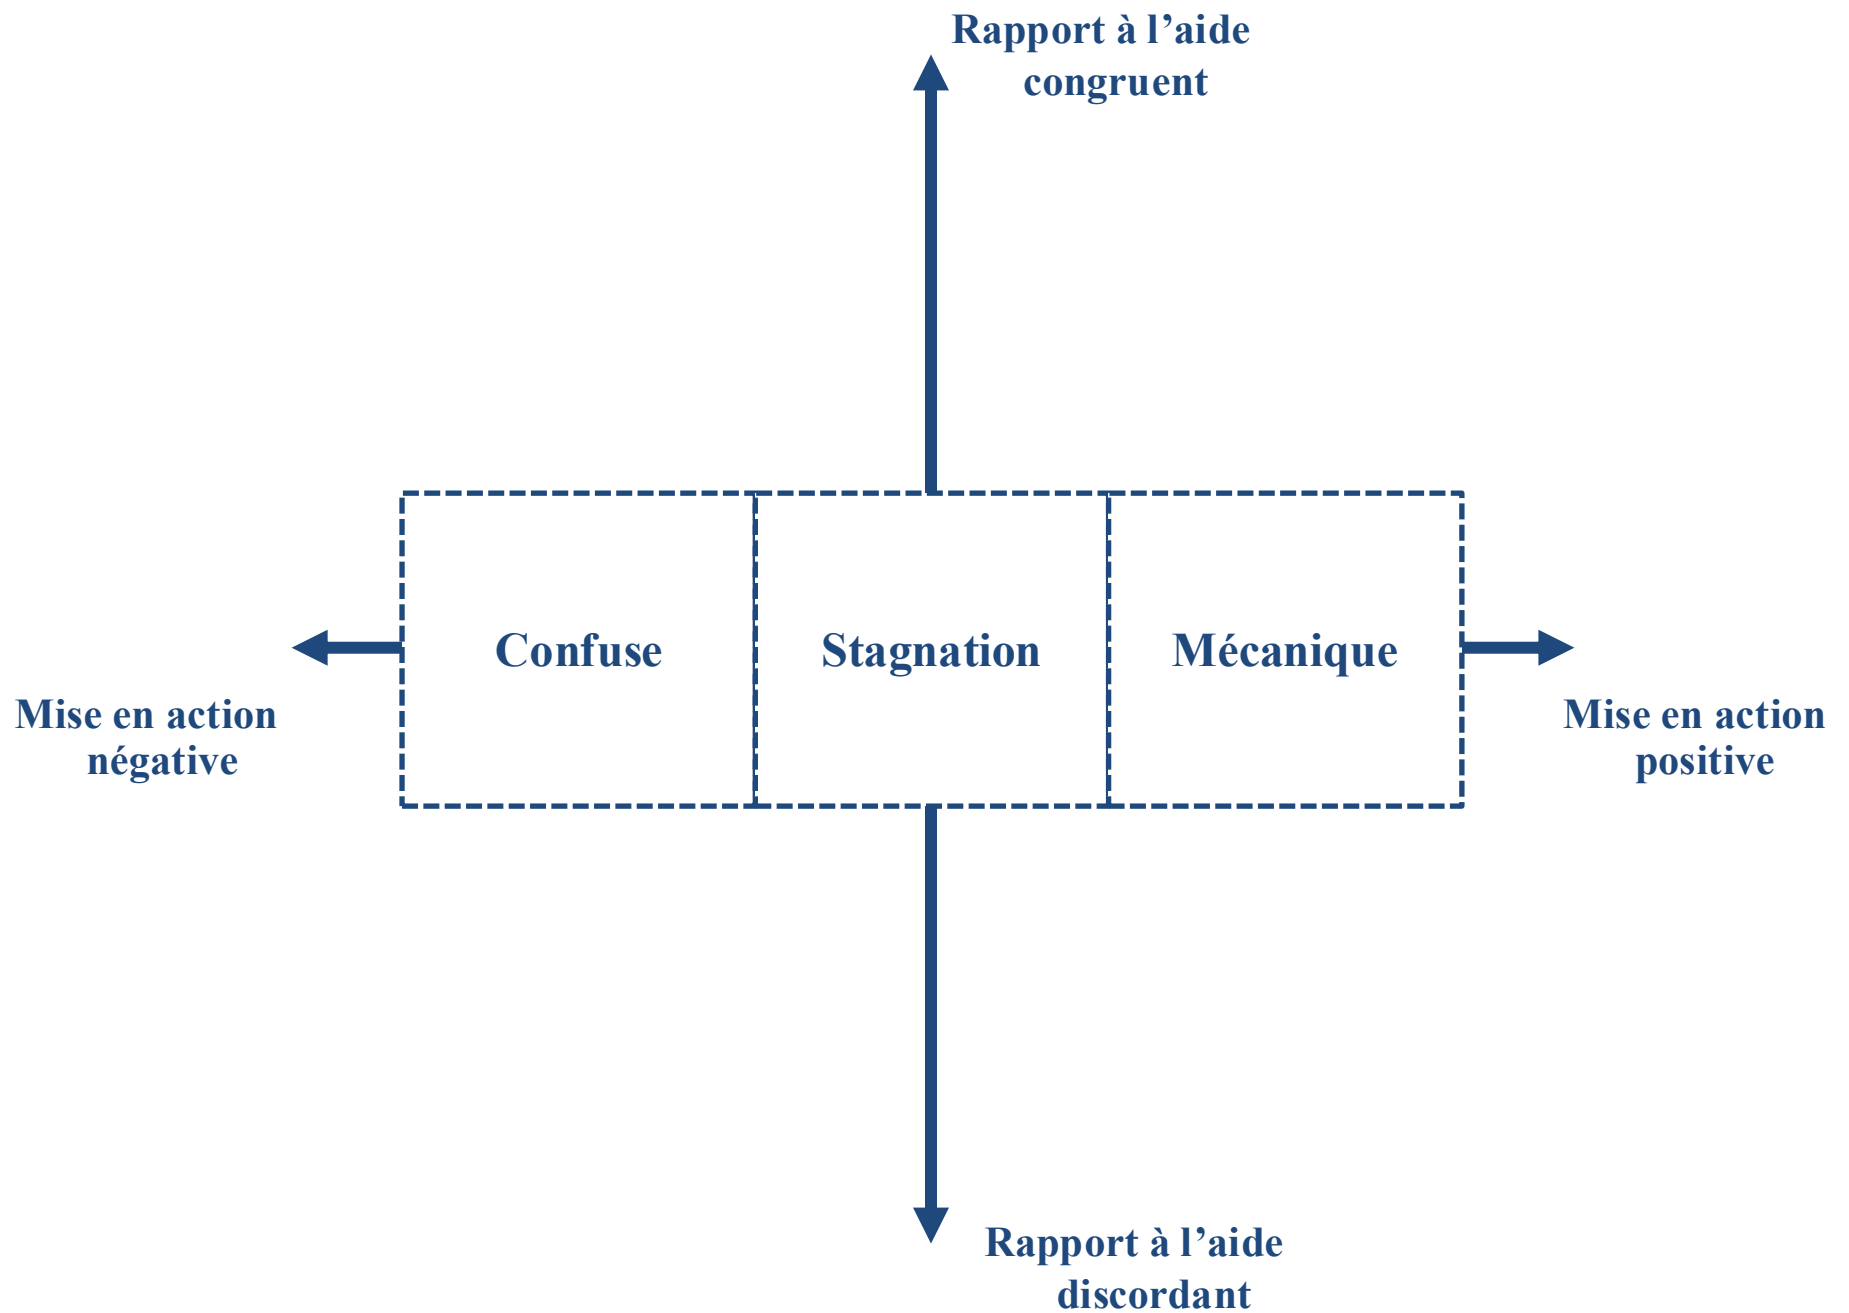 Rapport à l’aide
congruent
Confuse
Stagnation
Mécanique
Mise en action
négative
Mise en action
positive
Rapport à l’aide
discordant